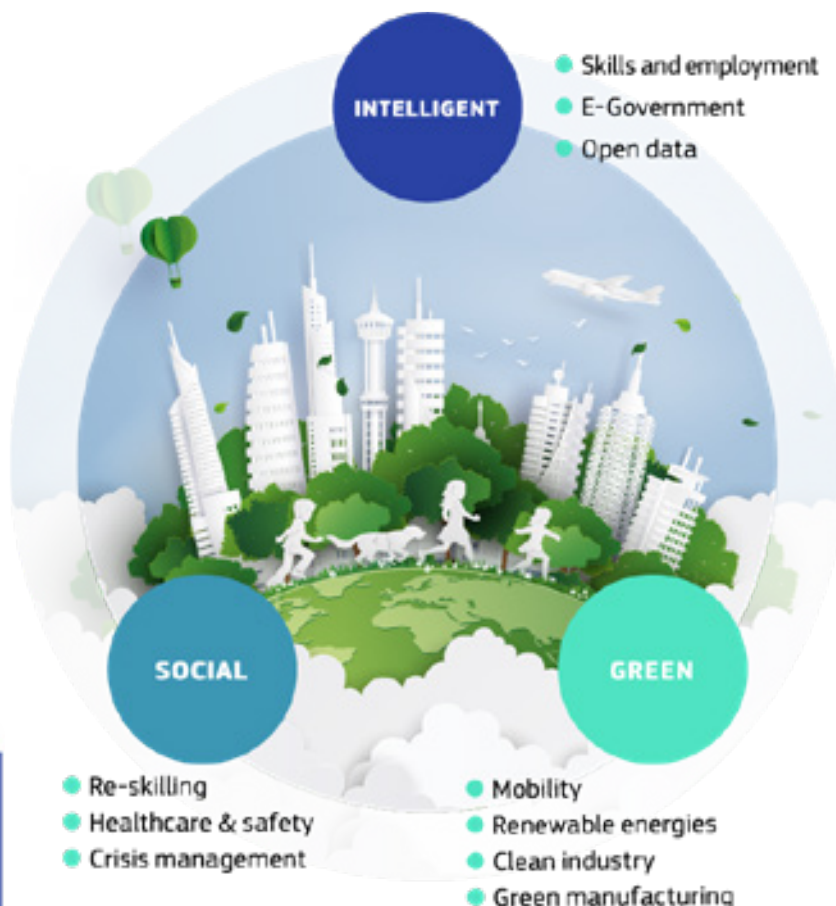 INTELLIGENT
Skills and employment
E-Government
Open data
SOCIAL
Re-skilling
Healthcare & safety
Crisis management
GREEN
Mobility
Renewable energies
Clean industry
Green manufacturing